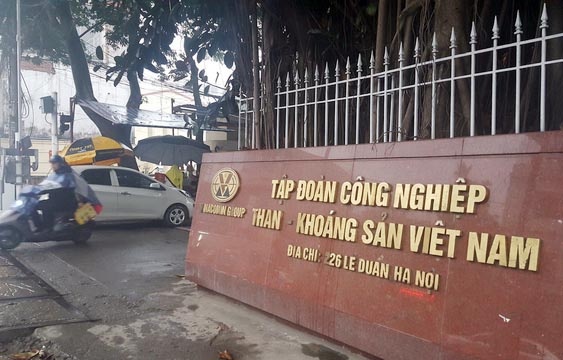 TẬP ĐOÀN CÔNG NGHIỆP
THAN - KHOÁNG SẢN VIỆT NAM
VINACOMIN GROUP
ĐỊA CHỈ: 226 LÊ DUẨN HÀ NỘI